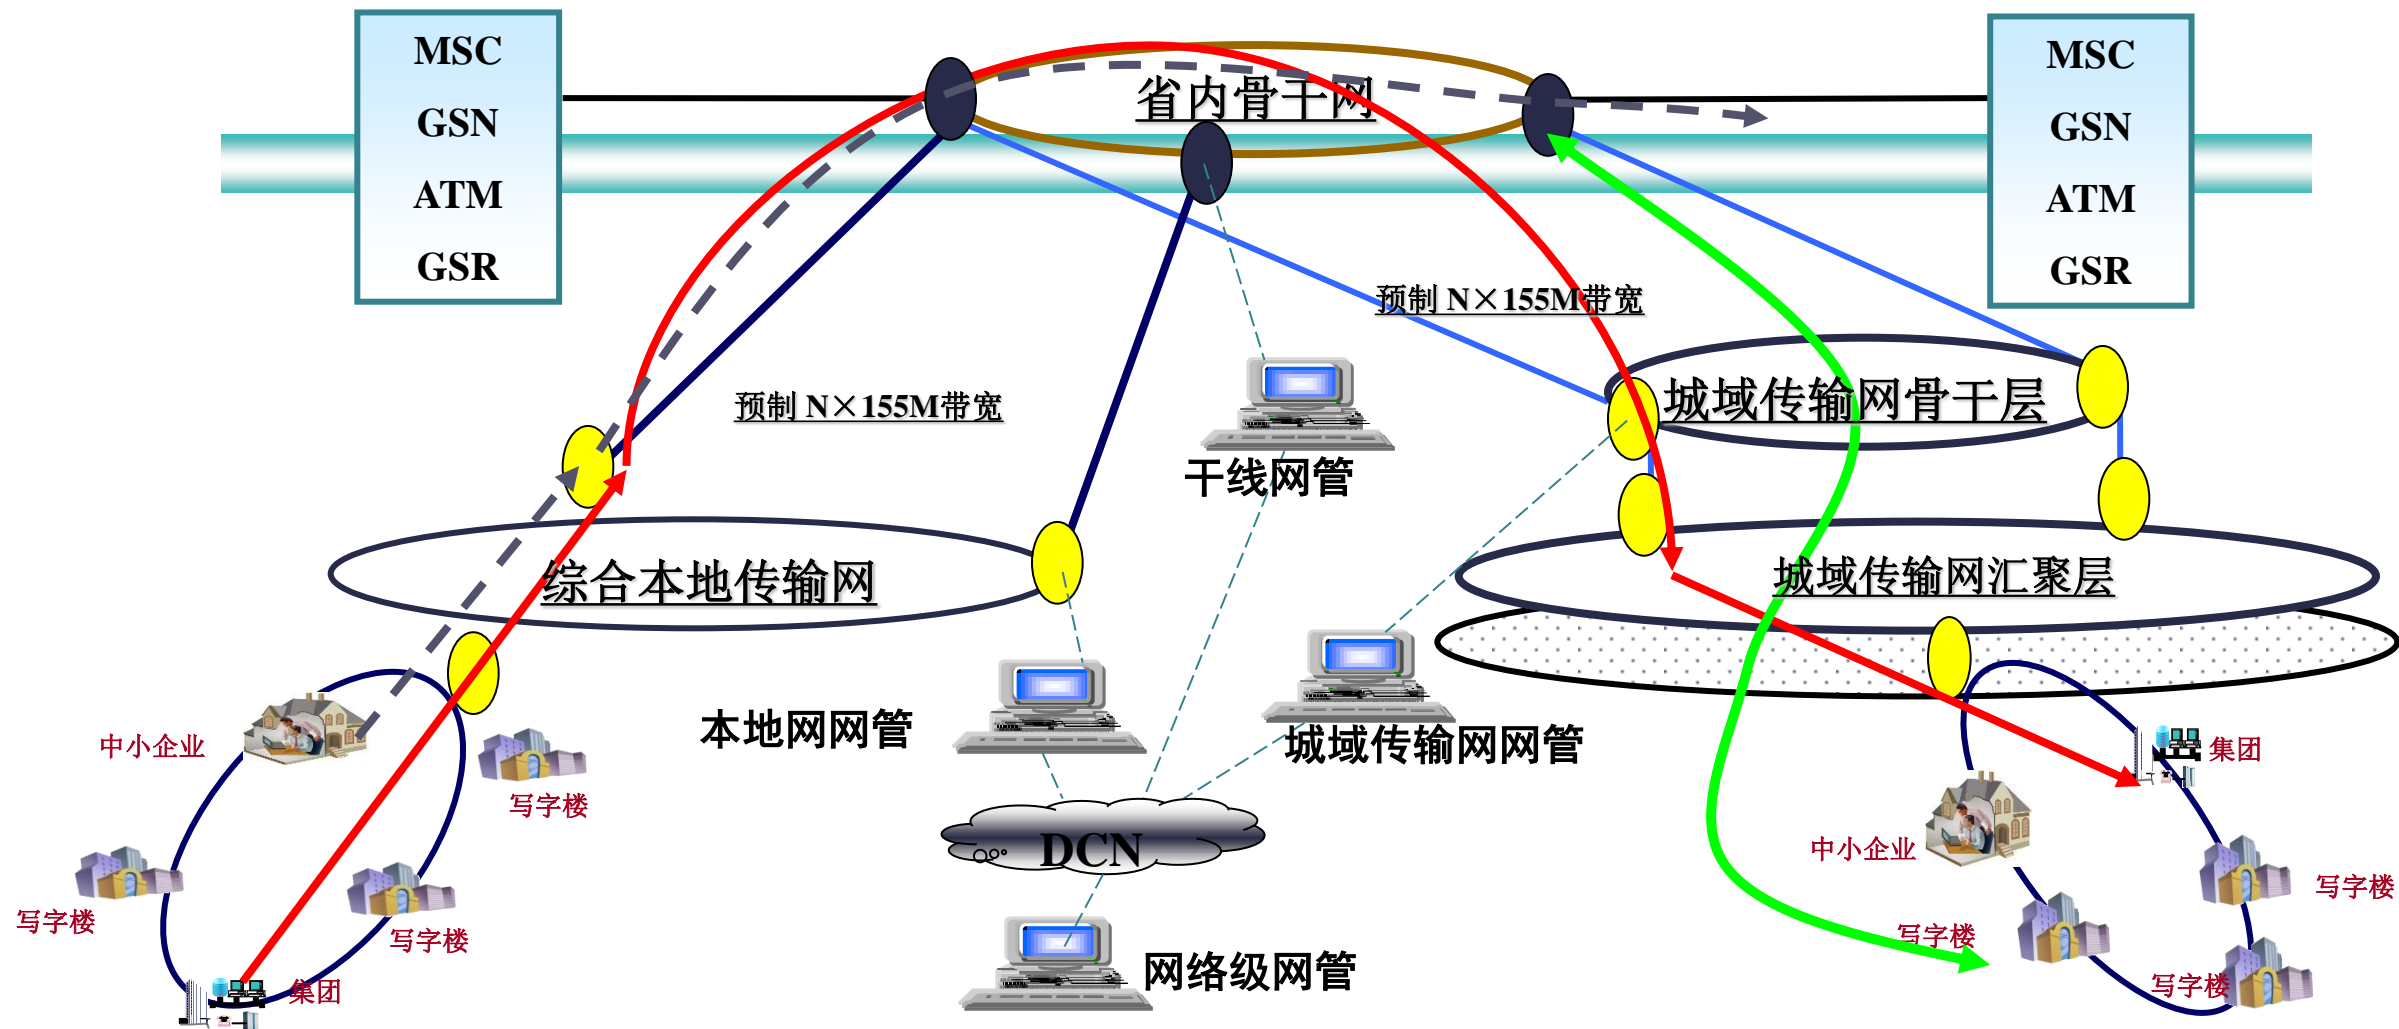 MSC
GSN
ATM
GSR
省内骨干网
MSC
GSN
ATM
GSR
预制 N×155M带宽
预制 N×155M带宽
城域传输网骨干层
干线网管
综合本地传输网
城域传输网汇聚层
本地网网管
城域传输网网管
中小企业
写字楼
写字楼
写字楼
集团
DCN
网络级网管
集团
中小企业
写字楼
写字楼
写字楼